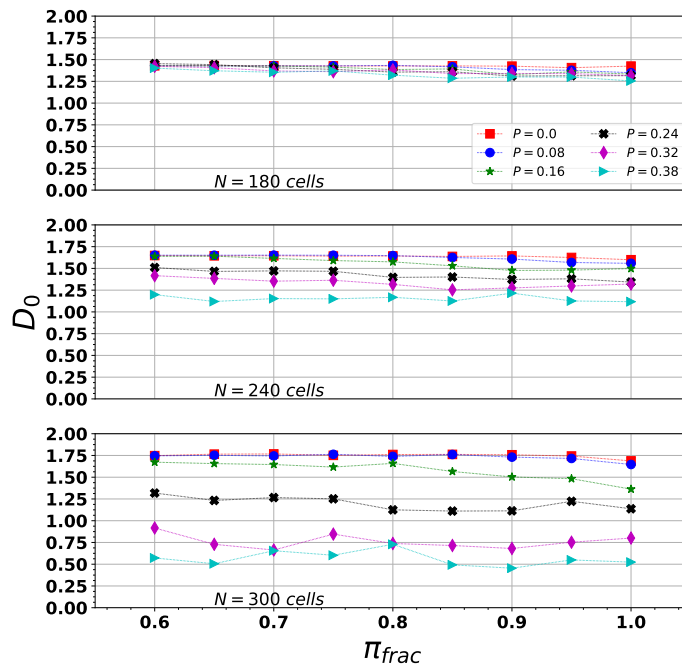 2.00
1.75
1.50
1.25
1.00
0.75
0.50
0.25
0.00
P = 0.0
P = 0.08
P = 0.16
P = 0.24
P = 0.32
P = 0.38
N = 180 cells
2.00
1.75
1.50
1.25
1.00
0.75
0.50
0.25
0.00
N = 240 cells
D₀
2.00
1.75
1.50
1.25
1.00
0.75
0.50
0.25
0.00
N = 300 cells
0.6 0.7 0.8 0.9 1.0
π_frac